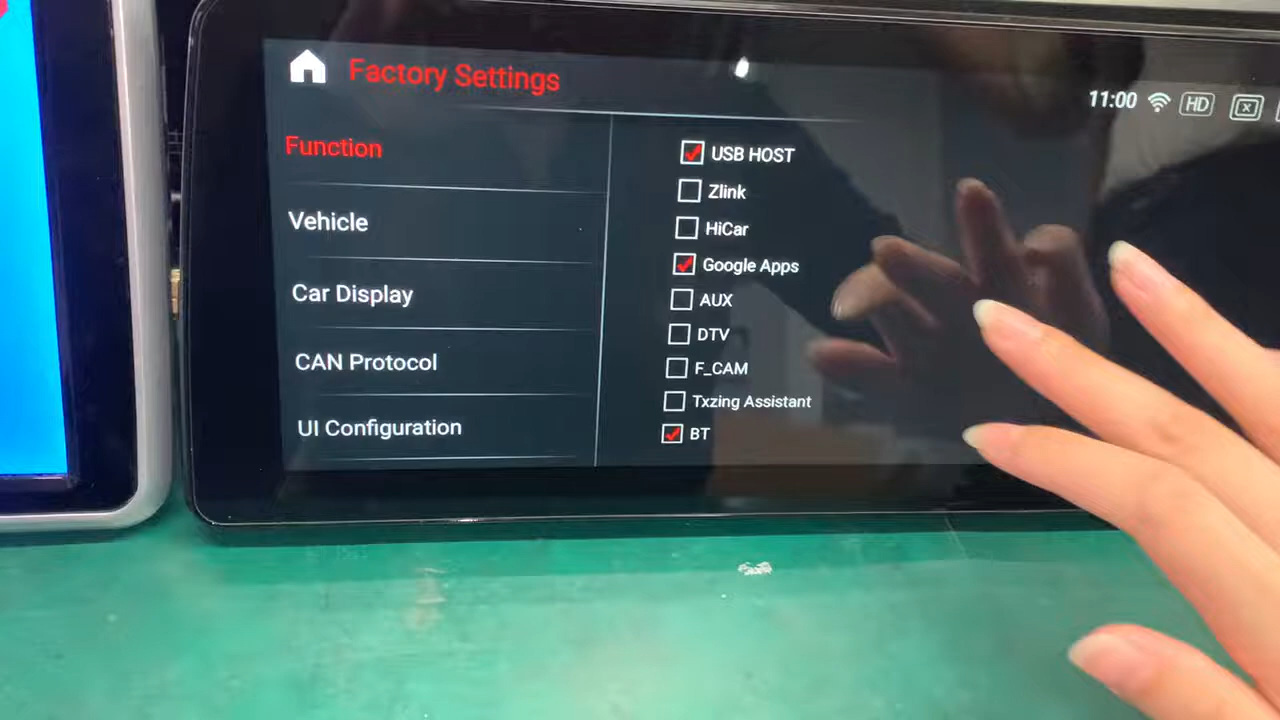 Factory Settings
11:00 HD
Function
Vehicle
Car Display
CAN Protocol
UI Configuration
USB HOST
Zlink
HiCar
Google Apps
AUX
DTV
F_CAM
Txzing Assistant
BT